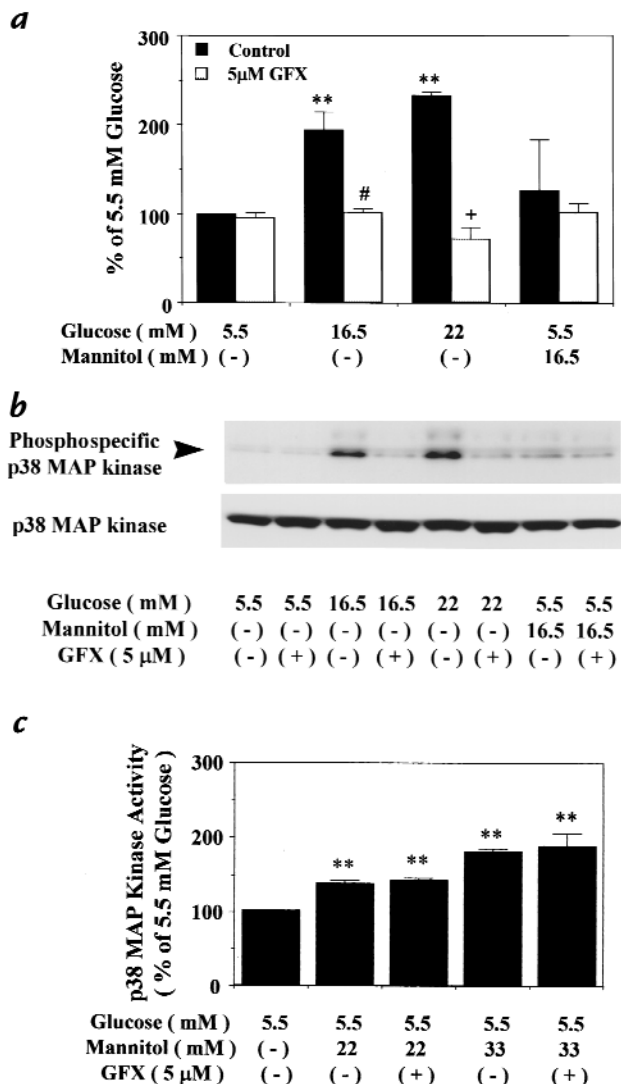 a
300
200
100
0
% of 5.5 mM Glucose
Control
5µM GFX
** # ** +
Glucose ( mM ) 5.5 16.5 22 5.5
Mannitol ( mM ) ( - ) ( - ) ( - ) 16.5
b
Phosphospecific
p38 MAP kinase
p38 MAP kinase
Glucose ( mM ) 5.5 5.5 16.5 16.5 22 22 5.5 5.5
Mannitol ( mM ) ( - ) ( - ) ( - ) ( - ) ( - ) ( - ) 16.5 16.5
GFX ( 5 µM ) ( - ) ( + ) ( - ) ( + ) ( - ) ( + ) ( - ) ( + )
c
300
200
100
0
p38 MAP Kinase Activity
( % of 5.5 mM Glucose )
** ** ** **
Glucose ( mM ) 5.5 5.5 5.5 5.5 5.5
Mannitol ( mM ) ( - ) 22 22 33 33
GFX ( 5 µM ) ( - ) ( - ) ( + ) ( - ) ( + )